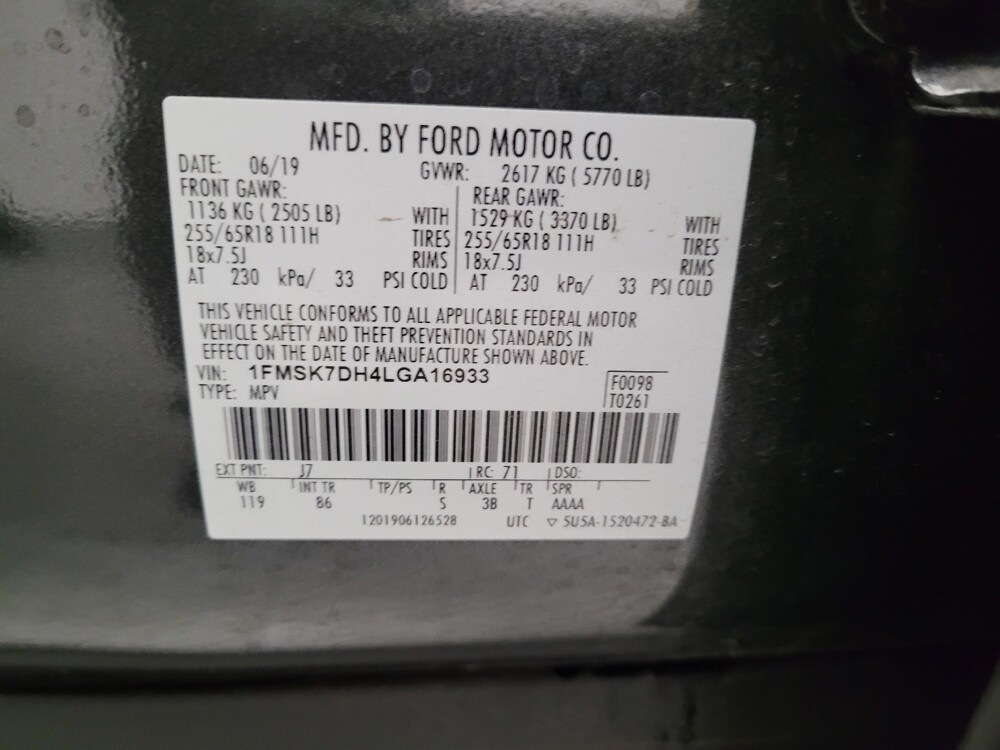 MFD. BY FORD MOTOR CO.
DATE: 06/19 GVWR: 2617 KG ( 5770 LB)
FRONT GAWR: REAR GAWR:
1136 KG ( 2505 LB) WITH 1529 KG ( 3370 LB) WITH
255/65R18 111H TIRES 255/65R18 111H TIRES
18x7.5J RIMS 18x7.5J RIMS
AT 230 kPa/ 33 PSI COLD AT 230 kPa/ 33 PSI COLD
THIS VEHICLE CONFORMS TO ALL APPLICABLE FEDERAL MOTOR
VEHICLE SAFETY AND THEFT PREVENTION STANDARDS IN
EFFECT ON THE DATE OF MANUFACTURE SHOWN ABOVE.
VIN: 1FMSK7DH4LGA16933 F0098
TYPE: MPV T0261
EXT PNT: J7 RC: 71 DSO:
WB INT TR TP/PS R AXLE TR SPR
119 86 S 3B T AAAA
1201906126528 UTC ▽ 5U5A-1520472-BA